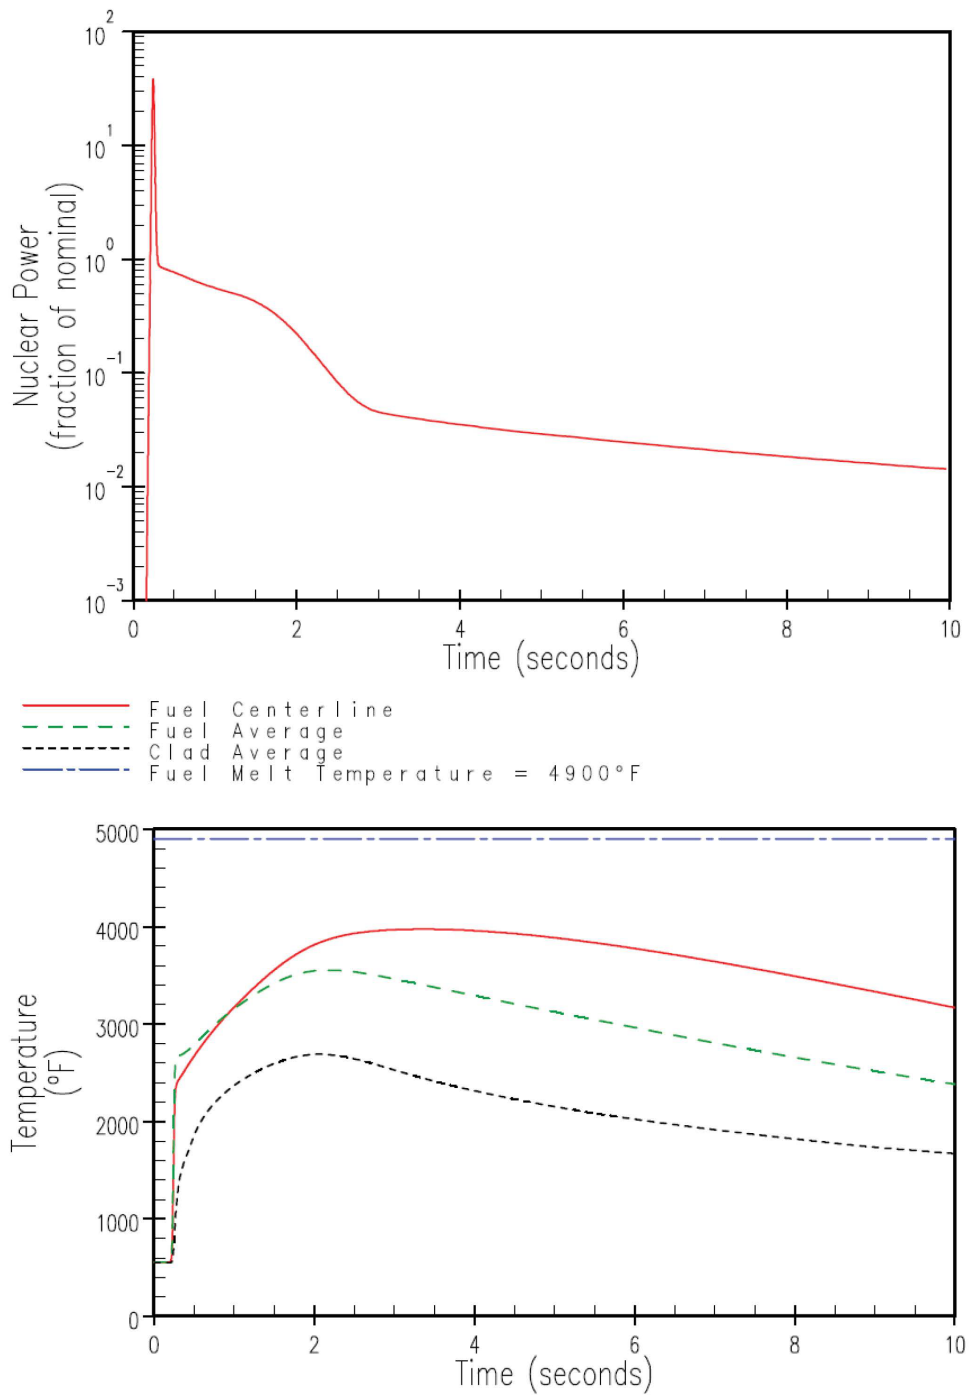 10^2
10^1
10^0
10^-1
10^-2
10^-3
Nuclear Power
(fraction of nominal)
0 2 4 6 8 10
Time (seconds)
Fuel Centerline
Fuel Average
Clad Average
Fuel Melt Temperature = 4900°F
5000
4000
3000
2000
1000
0
Temperature
(°F)
0 2 4 6 8 10
Time (seconds)